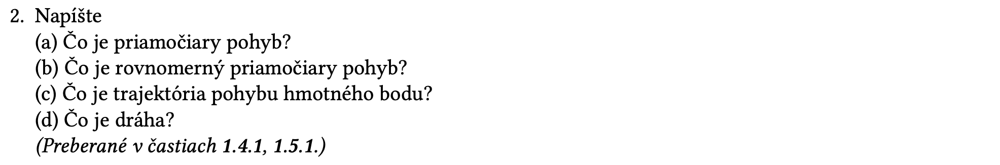 2. Napíšte
(a) Čo je priamočiary pohyb?
(b) Čo je rovnomerný priamočiary pohyb?
(c) Čo je trajektória pohybu hmotného bodu?
(d) Čo je dráha?
(Preberané v častiach 1.4.1, 1.5.1.)